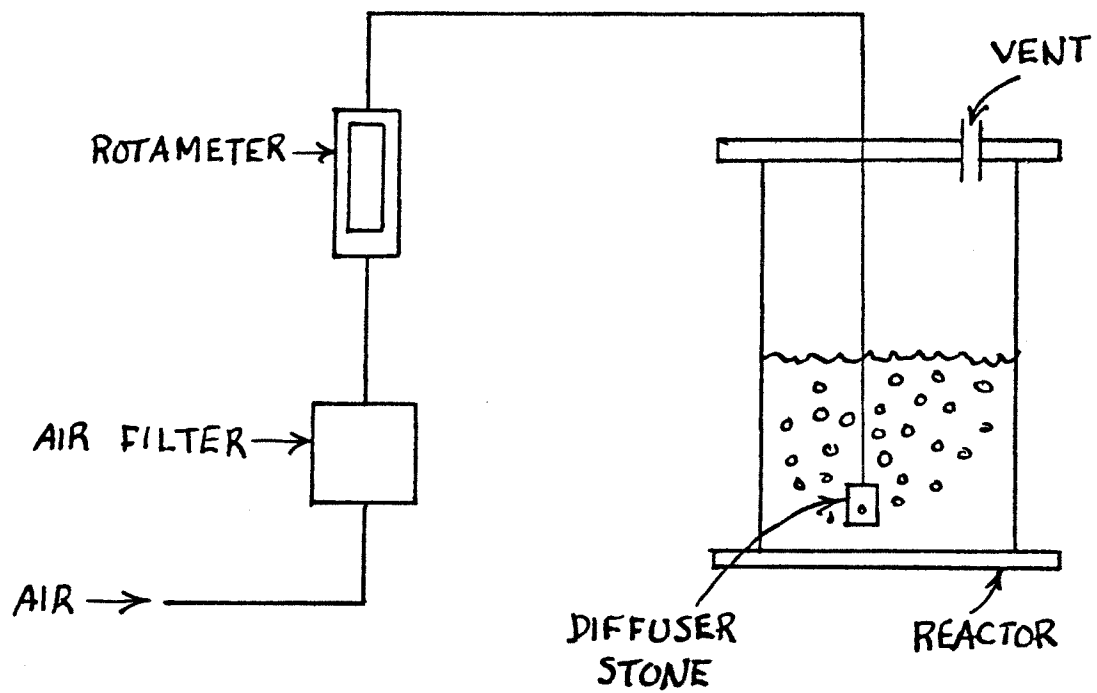 VENT
ROTAMETER
AIR FILTER
AIR
DIFFUSER
STONE
REACTOR